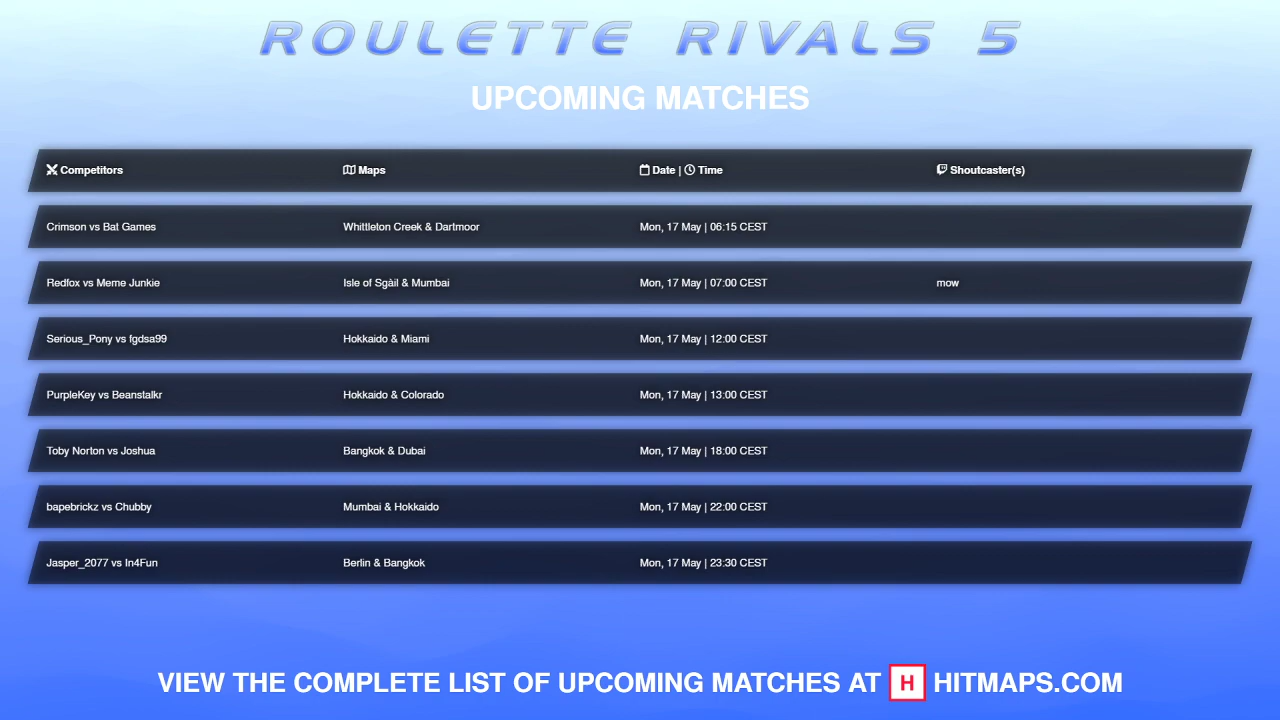 ROULETTE RIVALS 5
UPCOMING MATCHES
Competitors Maps Date | Time Shoutcaster(s)
Crimson vs Bat Games Whittleton Creek & Dartmoor Mon, 17 May | 06:15 CEST
Redfox vs Meme Junkie Isle of Sgàil & Mumbai Mon, 17 May | 07:00 CEST mow
Serious_Pony vs fgdsa99 Hokkaido & Miami Mon, 17 May | 12:00 CEST
PurpleKey vs Beanstalkr Hokkaido & Colorado Mon, 17 May | 13:00 CEST
Toby Norton vs Joshua Bangkok & Dubai Mon, 17 May | 18:00 CEST
bapebrickz vs Chubby Mumbai & Hokkaido Mon, 17 May | 22:00 CEST
Jasper_2077 vs In4Fun Berlin & Bangkok Mon, 17 May | 23:30 CEST
VIEW THE COMPLETE LIST OF UPCOMING MATCHES AT H HITMAPS.COM